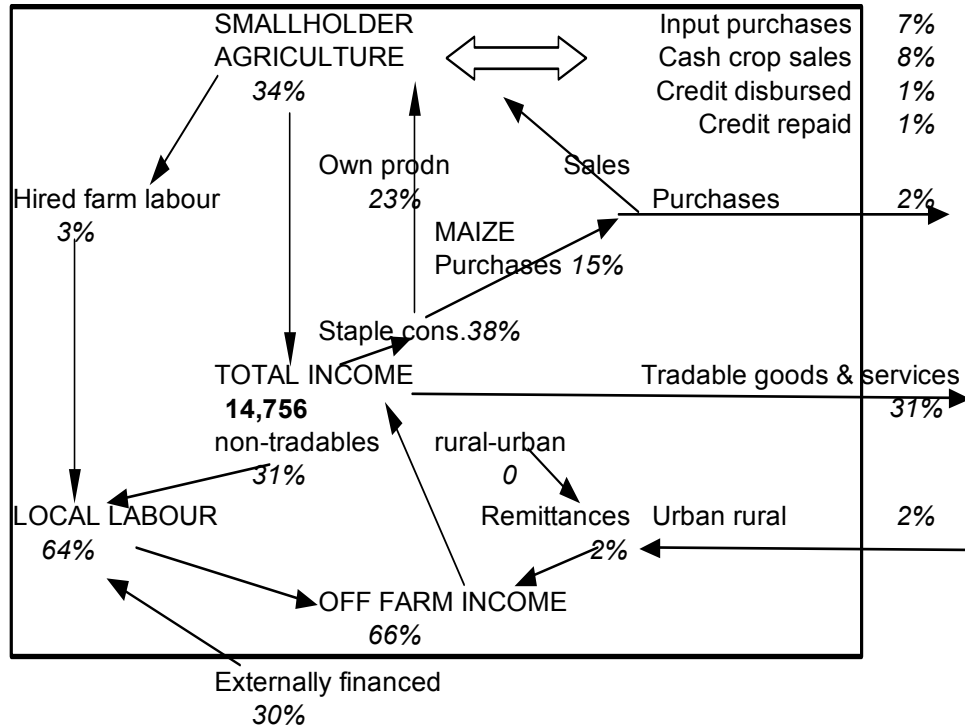 SMALLHOLDER
AGRICULTURE
34%
Input purchases 7%
Cash crop sales 8%
Credit disbursed 1%
Credit repaid 1%
Own prodn
23%
Sales
Hired farm labour
3%
Purchases 2%
MAIZE
Purchases 15%
Staple cons.38%
TOTAL INCOME
14,756
Tradable goods & services
31%
non-tradables
31%
rural-urban
0
LOCAL LABOUR
64%
Remittances
2%
Urban rural 2%
OFF FARM INCOME
66%
Externally financed
30%